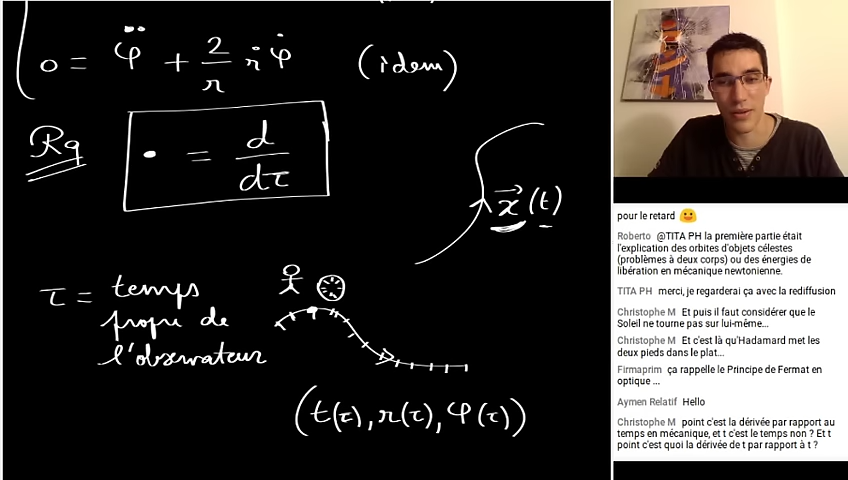 0 = φ̈ + 2/r ṙ φ̇ (idem)
Rq • = d/dτ
x⃗(t)
τ = temps
propre de
l'observateur
(t(τ), r(τ), φ(τ))
pour le retard 😀
Roberto @TITA PH la première partie était
l'explication des orbites d'objets célestes
(problèmes à deux corps) ou des énergies de
libération en mécanique newtonienne.
TITA PH merci, je regarderai ça avec la rediffusion
Christophe M Et puis il faut considérer que le
Soleil ne tourne pas sur lui-même...
Christophe M Et c'est là qu'Hadamard met les
deux pieds dans le plat...
Firmaprim ça rappelle le Principe de Fermat en
optique ...
Aymen Relatif Hello
Christophe M point c'est la dérivée par rapport au
temps en mécanique, et t c'est le temps non ? Et t
point c'est quoi la dérivée de t par rapport à t ?